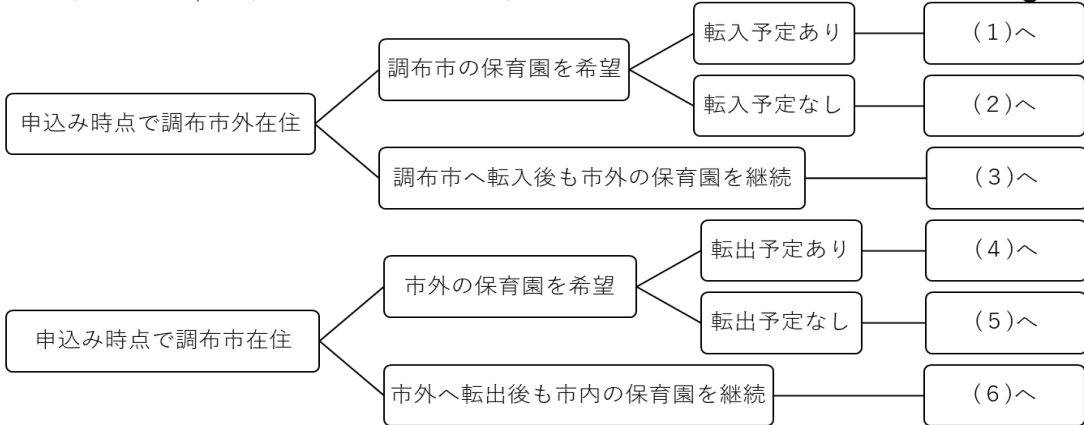 申込み時点で調布市外在住
調布市の保育園を希望
転入予定あり
(1)へ
転入予定なし
(2)へ
調布市へ転入後も市外の保育園を継続
(3)へ
申込み時点で調布市在住
市外の保育園を希望
転出予定あり
(4)へ
転出予定なし
(5)へ
市外へ転出後も市内の保育園を継続
(6)へ